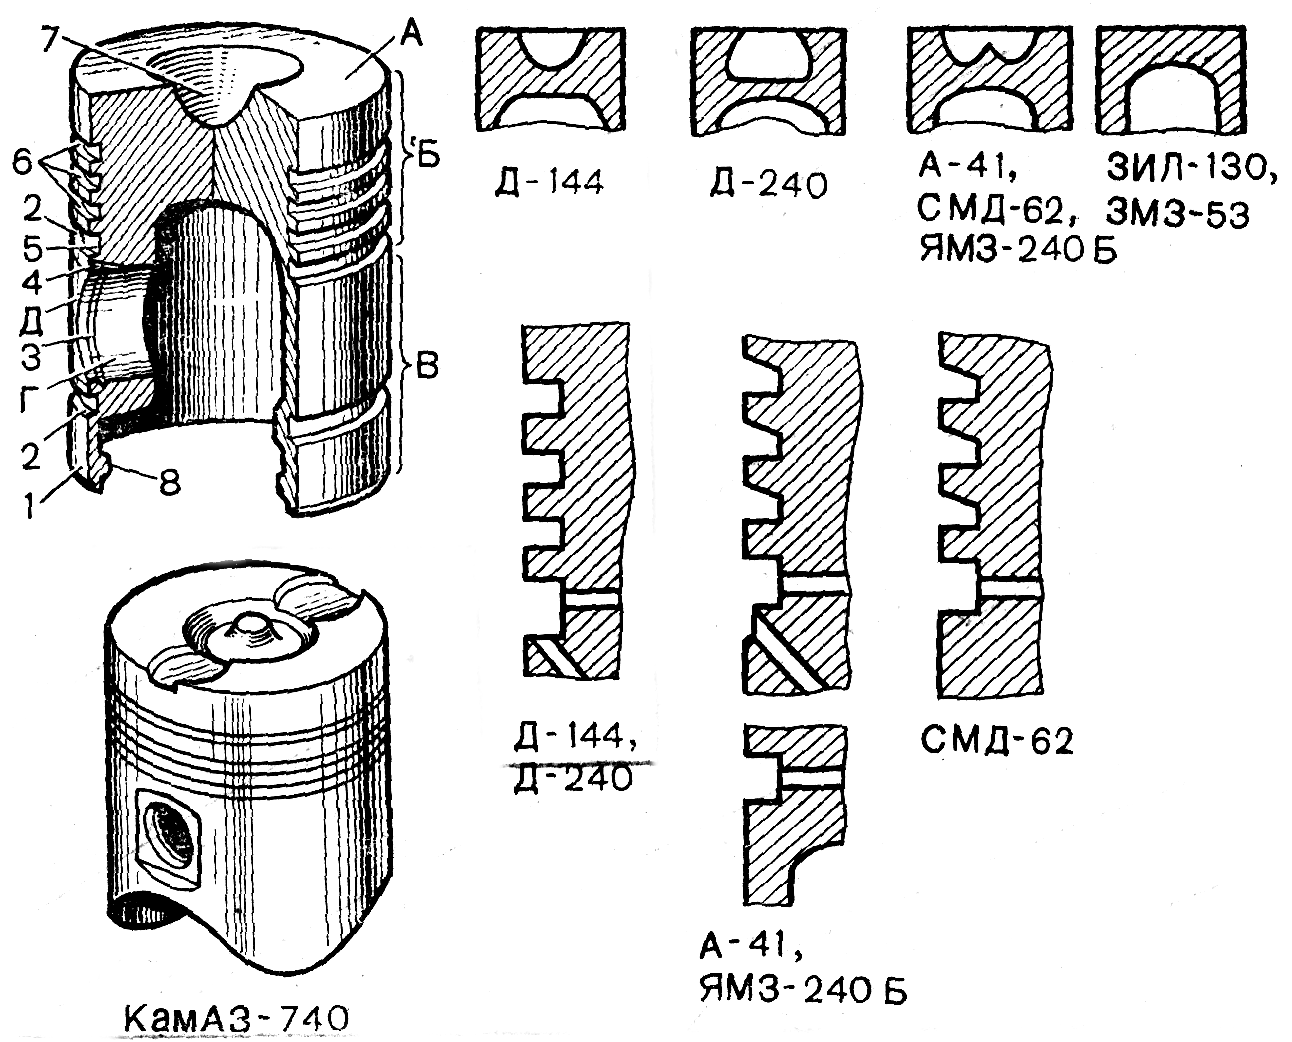 7
А
Б
6
2
5
4
Д
3
Г
В
2
1
8
КамАЗ-740
Д-144
Д-240
А-41,
СМД-62,
ЯМЗ-240Б
ЗИЛ-130,
ЗМЗ-53
Д-144,
Д-240
СМД-62
А-41,
ЯМЗ-240Б